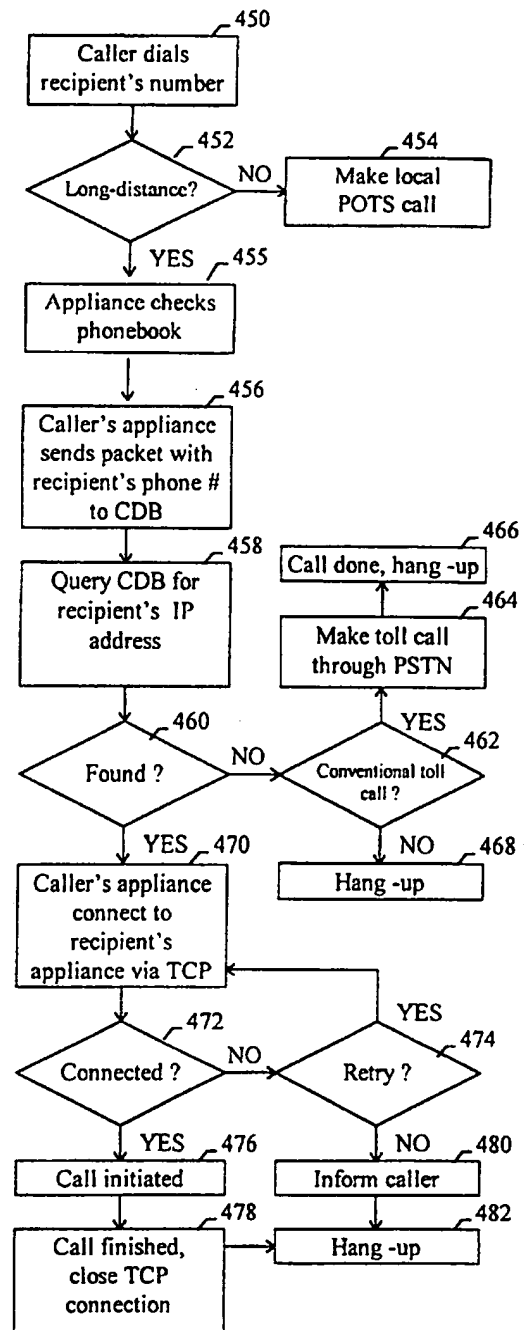 450
Caller dials
recipient's number
452
454
Long-distance?
NO
Make local
POTS call
YES
455
Appliance checks
phonebook
456
Caller's appliance
sends packet with
recipient's phone #
to CDB
458
466
Query CDB for
recipient's IP
address
Call done, hang -up
464
Make toll call
through PSTN
460
YES
462
Found ?
NO
Conventional toll
call ?
YES
470
NO
468
Caller's appliance
connect to
recipient's
appliance via TCP
Hang -up
472
YES
474
Connected ?
NO
Retry ?
YES
476
NO
480
Call initiated
Inform caller
478
482
Call finished,
close TCP
connection
Hang -up